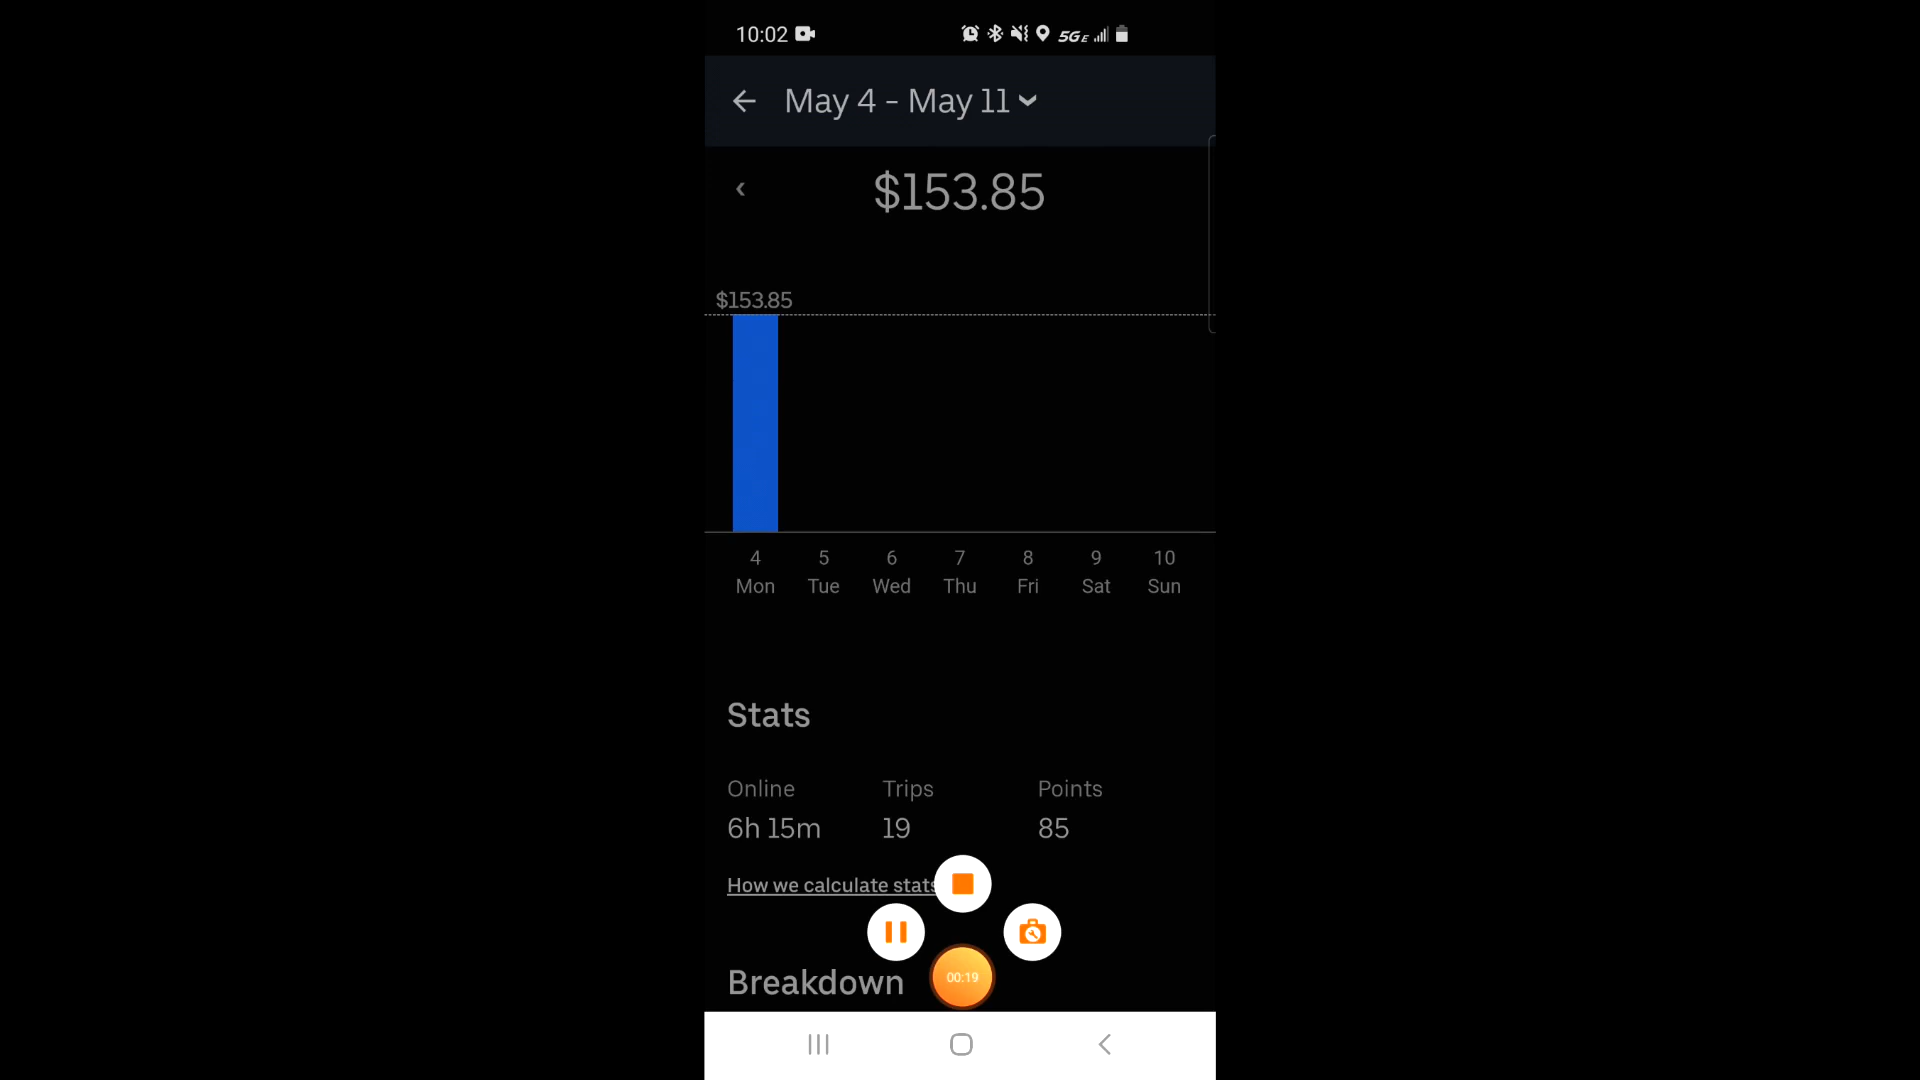 10:02
5G E
May 4 - May 11
$153.85
$153.85
4 5 6 7 8 9 10
Mon Tue Wed Thu Fri Sat Sun
Stats
Online Trips Points
6h 15m 19 85
How we calculate stats
Breakdown
00:19